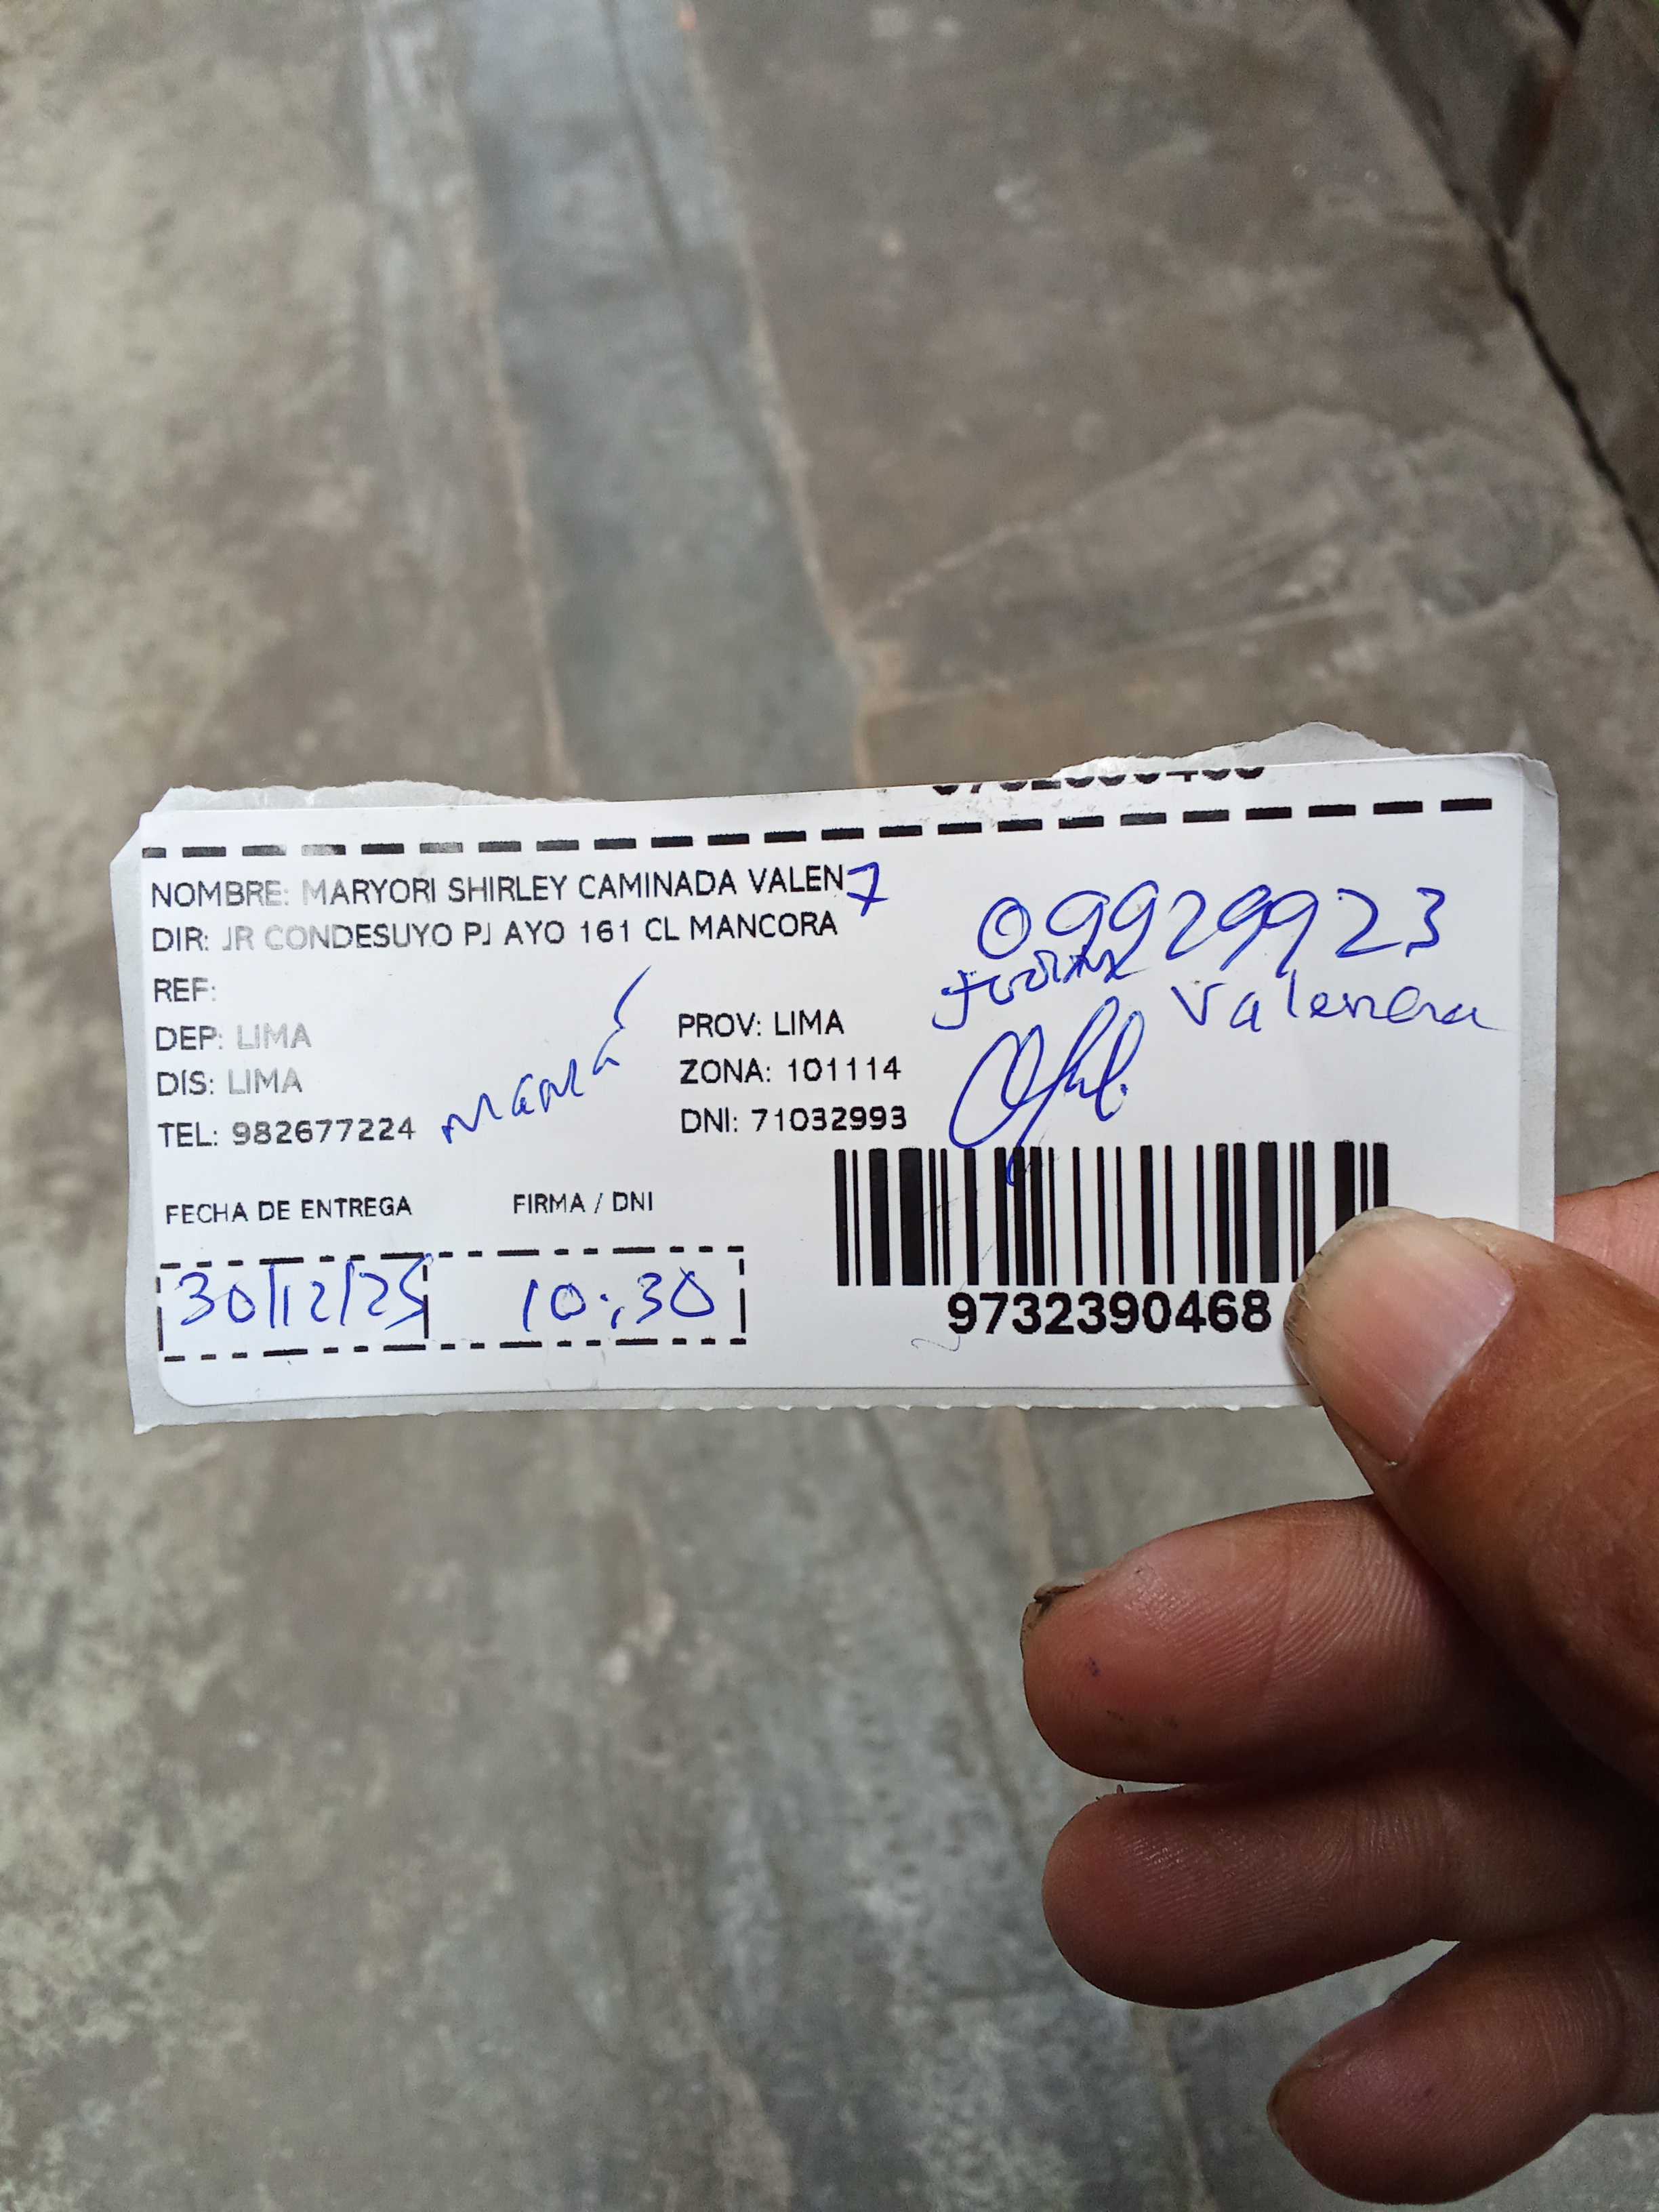 NOMBRE: MARYORI SHIRLEY CAMINADA VALEN 7
DIR: JR CONDESUYO PJ AYO 161 CL MANCORA
09929923
REF:
Valencia
DEP: LIMA
PROV: LIMA
DIS: LIMA
ZONA: 101114
TEL: 982677224
mamá
DNI: 71032993
FECHA DE ENTREGA
FIRMA / DNI
30/12/25
10:30
9732390468